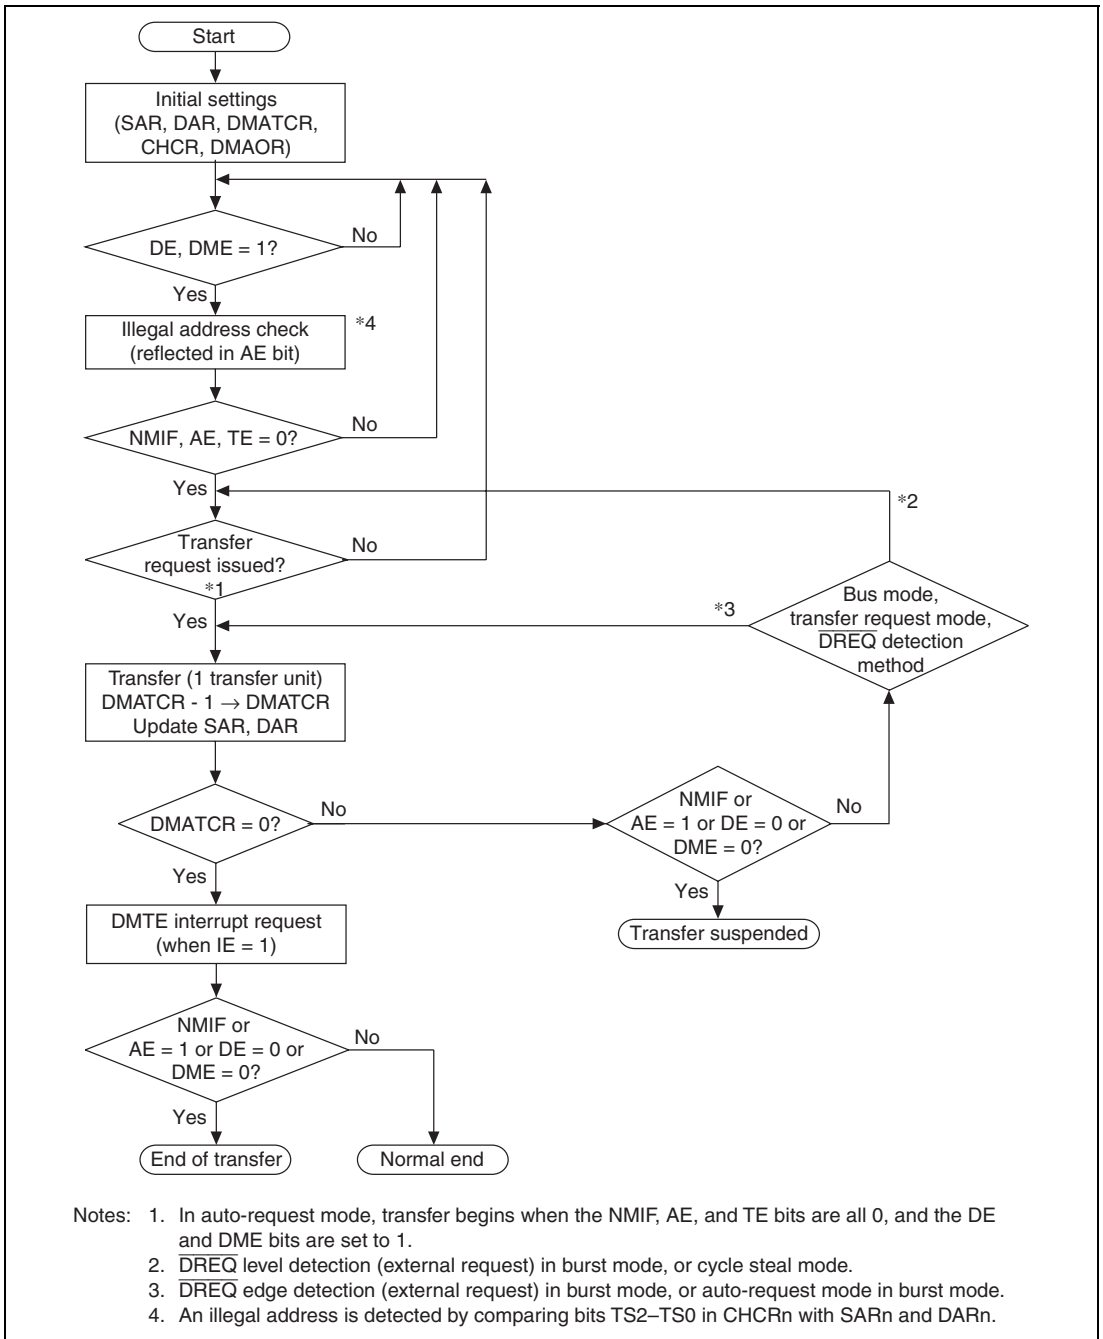 Start
Initial settings
(SAR, DAR, DMATCR,
CHCR, DMAOR)
DE, DME = 1?
No
Yes
Illegal address check
(reflected in AE bit)
*4
NMIF, AE, TE = 0?
No
Yes
*2
Transfer
request issued?
*1
No
Yes
*3
Bus mode,
transfer request mode,
DREQ detection
method
Transfer (1 transfer unit)
DMATCR - 1 → DMATCR
Update SAR, DAR
DMATCR = 0?
No
NMIF or
AE = 1 or DE = 0 or
DME = 0?
No
Yes
Transfer suspended
Yes
DMTE interrupt request
(when IE = 1)
NMIF or
AE = 1 or DE = 0 or
DME = 0?
No
Yes
End of transfer
Normal end
Notes: 1. In auto-request mode, transfer begins when the NMIF, AE, and TE bits are all 0, and the DE
and DME bits are set to 1.
2. DREQ level detection (external request) in burst mode, or cycle steal mode.
3. DREQ edge detection (external request) in burst mode, or auto-request mode in burst mode.
4. An illegal address is detected by comparing bits TS2–TS0 in CHCRn with SARn and DARn.